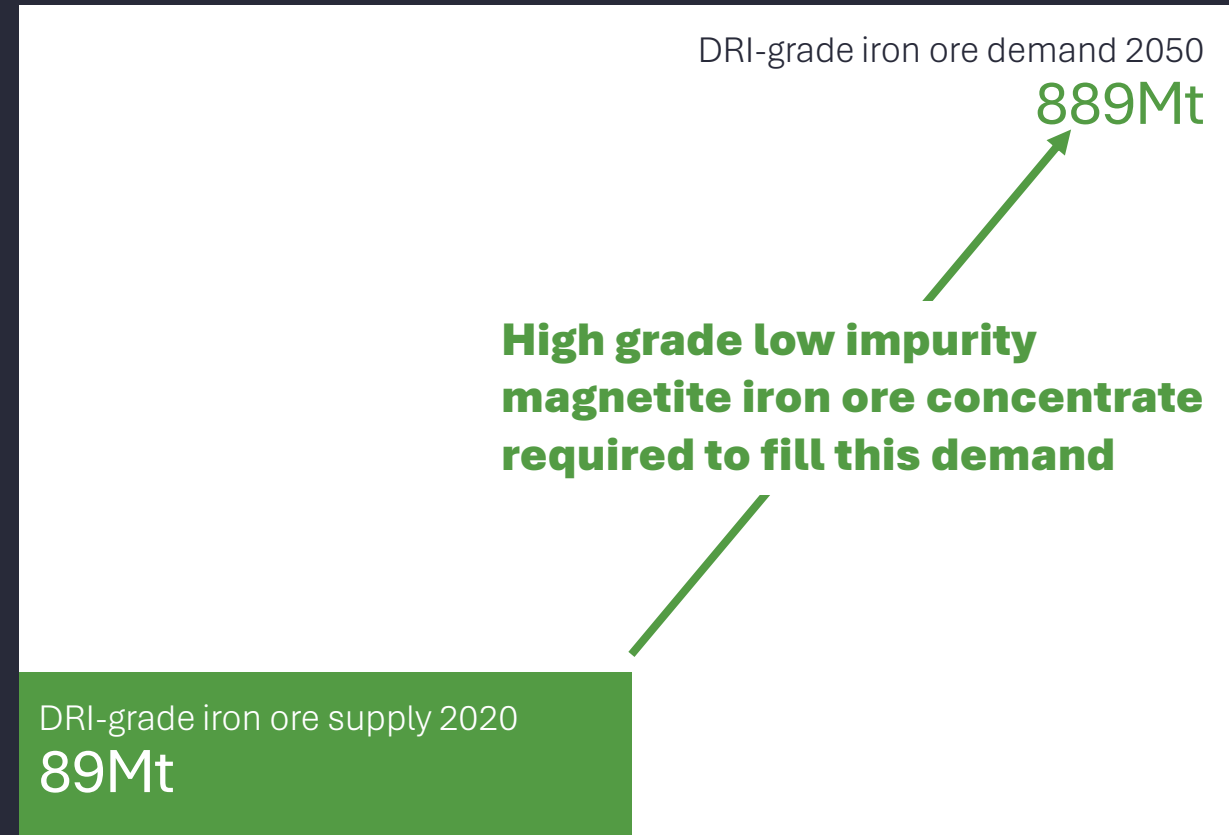 DRI-grade iron ore demand 2050
889Mt
High grade low impurity
magnetite iron ore concentrate
required to fill this demand
DRI-grade iron ore supply 2020
89Mt